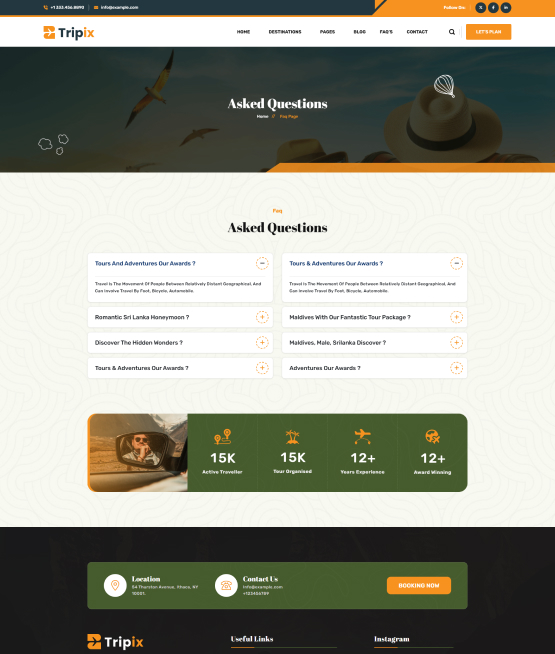 +1 333.456.8890 info@example.com Follow On:
Tripix
HOME DESTINATIONS PAGES BLOG FAQ'S CONTACT LET'S PLAN
Asked Questions
Home // Faq Page
Faq
Asked Questions
Tours And Adventures Our Awards ?
Travel Is The Movement Of People Between Relatively Distant Geographical, And
Can Involve Travel By Foot, Bicycle, Automobile.
Romantic Sri Lanka Honeymoon ?
Discover The Hidden Wonders ?
Tours & Adventures Our Awards ?
Tours & Adventures Our Awards ?
Travel Is The Movement Of People Between Relatively Distant Geographical, And
Can Involve Travel By Foot, Bicycle, Automobile.
Maldives With Our Fantastic Tour Package ?
Maldives, Male, Srilanka Discover ?
Adventures Our Awards ?
15K
Active Traveller
15K
Tour Organised
12+
Years Experience
12+
Award Winning
Location
54 Thurston Avenue, Ithaca, NY
10001.
Contact Us
info@example.com
+123456789
BOOKING NOW
Tripix
Useful Links
Instagram